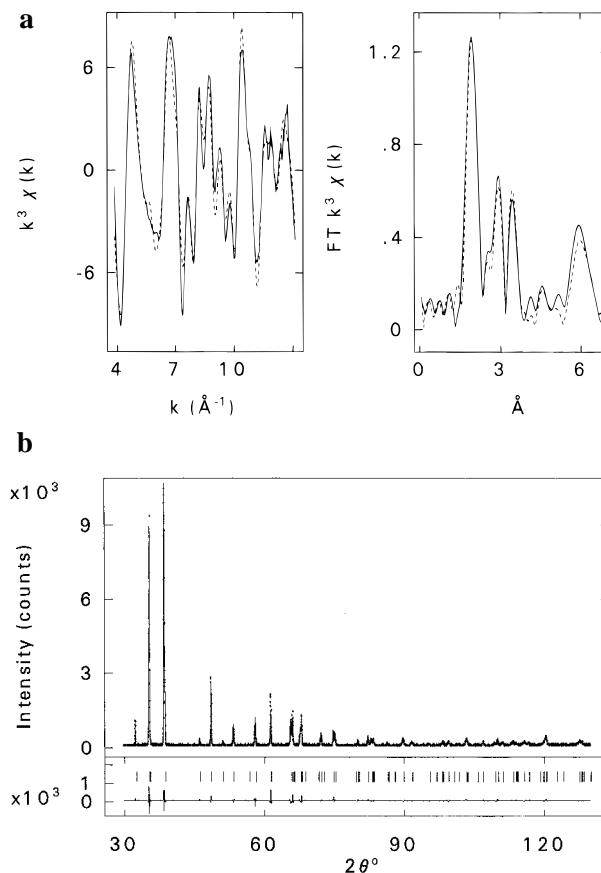 a
6
0
-6
k³ χ (k)
4 7 10
k (Å⁻¹)
1.2
.4
0
FT k³ χ (k)
0 3 6
Å
b
x10³
9
6
3
0
Intensity (counts)
1
0
x10³
30 60 90 120
2θ°